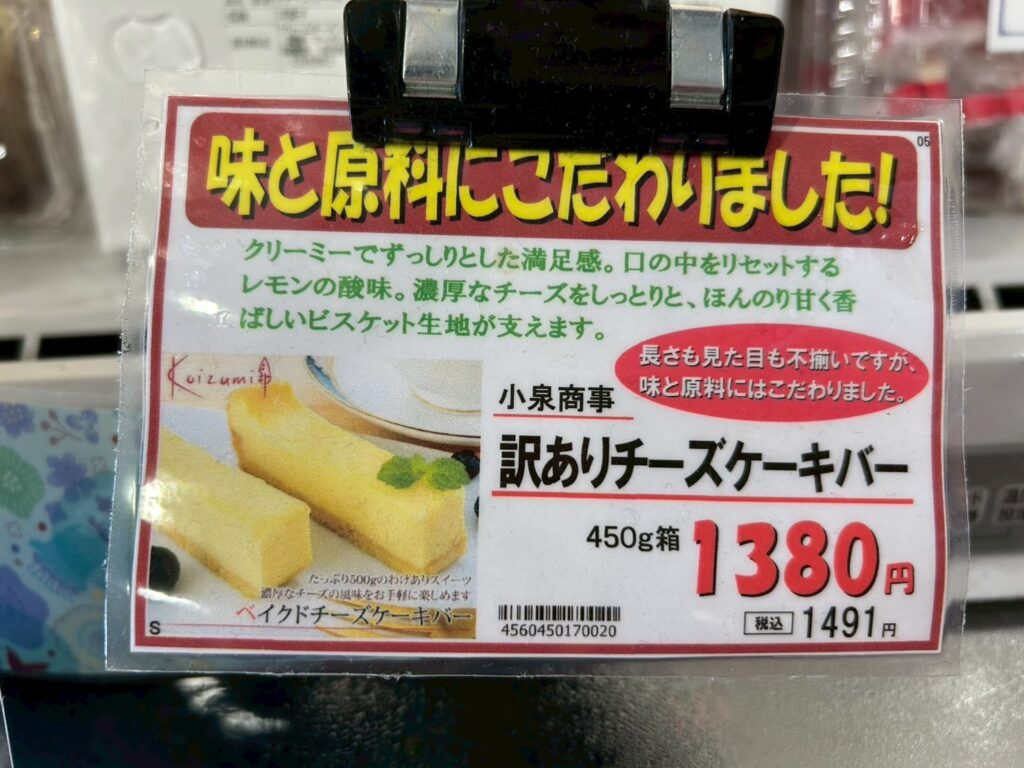 05
味と原料にこだわりました!
クリーミーでずっしりとした満足感。口の中をリセットする
レモンの酸味。濃厚なチーズをしっとりと、ほんのり甘く香
ばしいビスケット生地が支えます。
長さも見た目も不揃いですが、
味と原料にはこだわりました。
Koizumi
小泉商事
訳ありチーズケーキバー
450g箱 1380円
税込 1491円
たっぷり500gのわけありスイーツ
濃厚なチーズの風味をお手軽に楽しめます
ベイクドチーズケーキバー
S
4560450170020